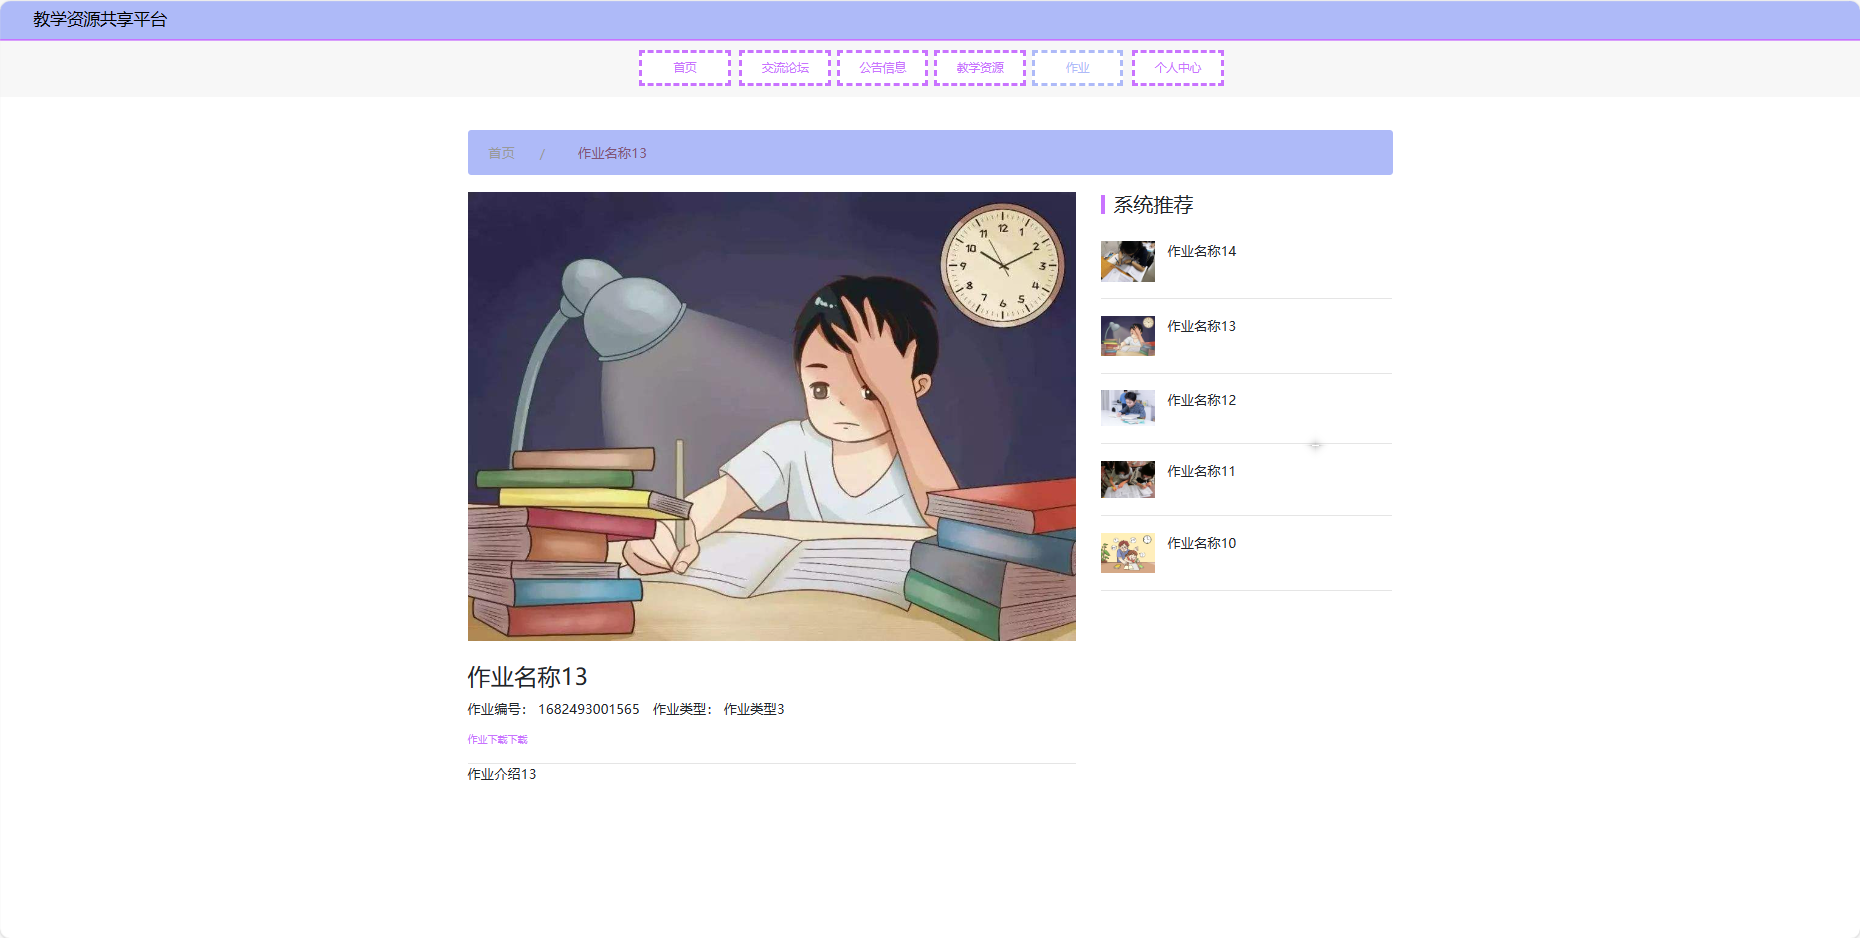 教学资源共享平台
首页 交流论坛 公告信息 教学资源 作业 个人中心
首页 / 作业名称13
12
1
2
3
4
5
6
7
8
9
10
11
系统推荐
作业名称14
作业名称13
作业名称12
作业名称11
作业名称10
作业名称13
作业编号： 1682493001565 作业类型： 作业类型3
作业下载下载
作业介绍13